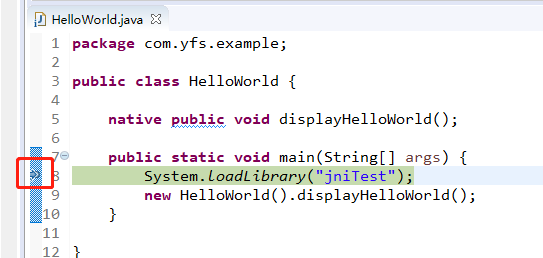 HelloWorld.java
1 package com.yfs.example;
2
3 public class HelloWorld {
4
5 native public void displayHelloWorld();
6
7 public static void main(String[] args) {
8 System.loadLibrary("jniTest");
9 new HelloWorld().displayHelloWorld();
10 }
11
12 }